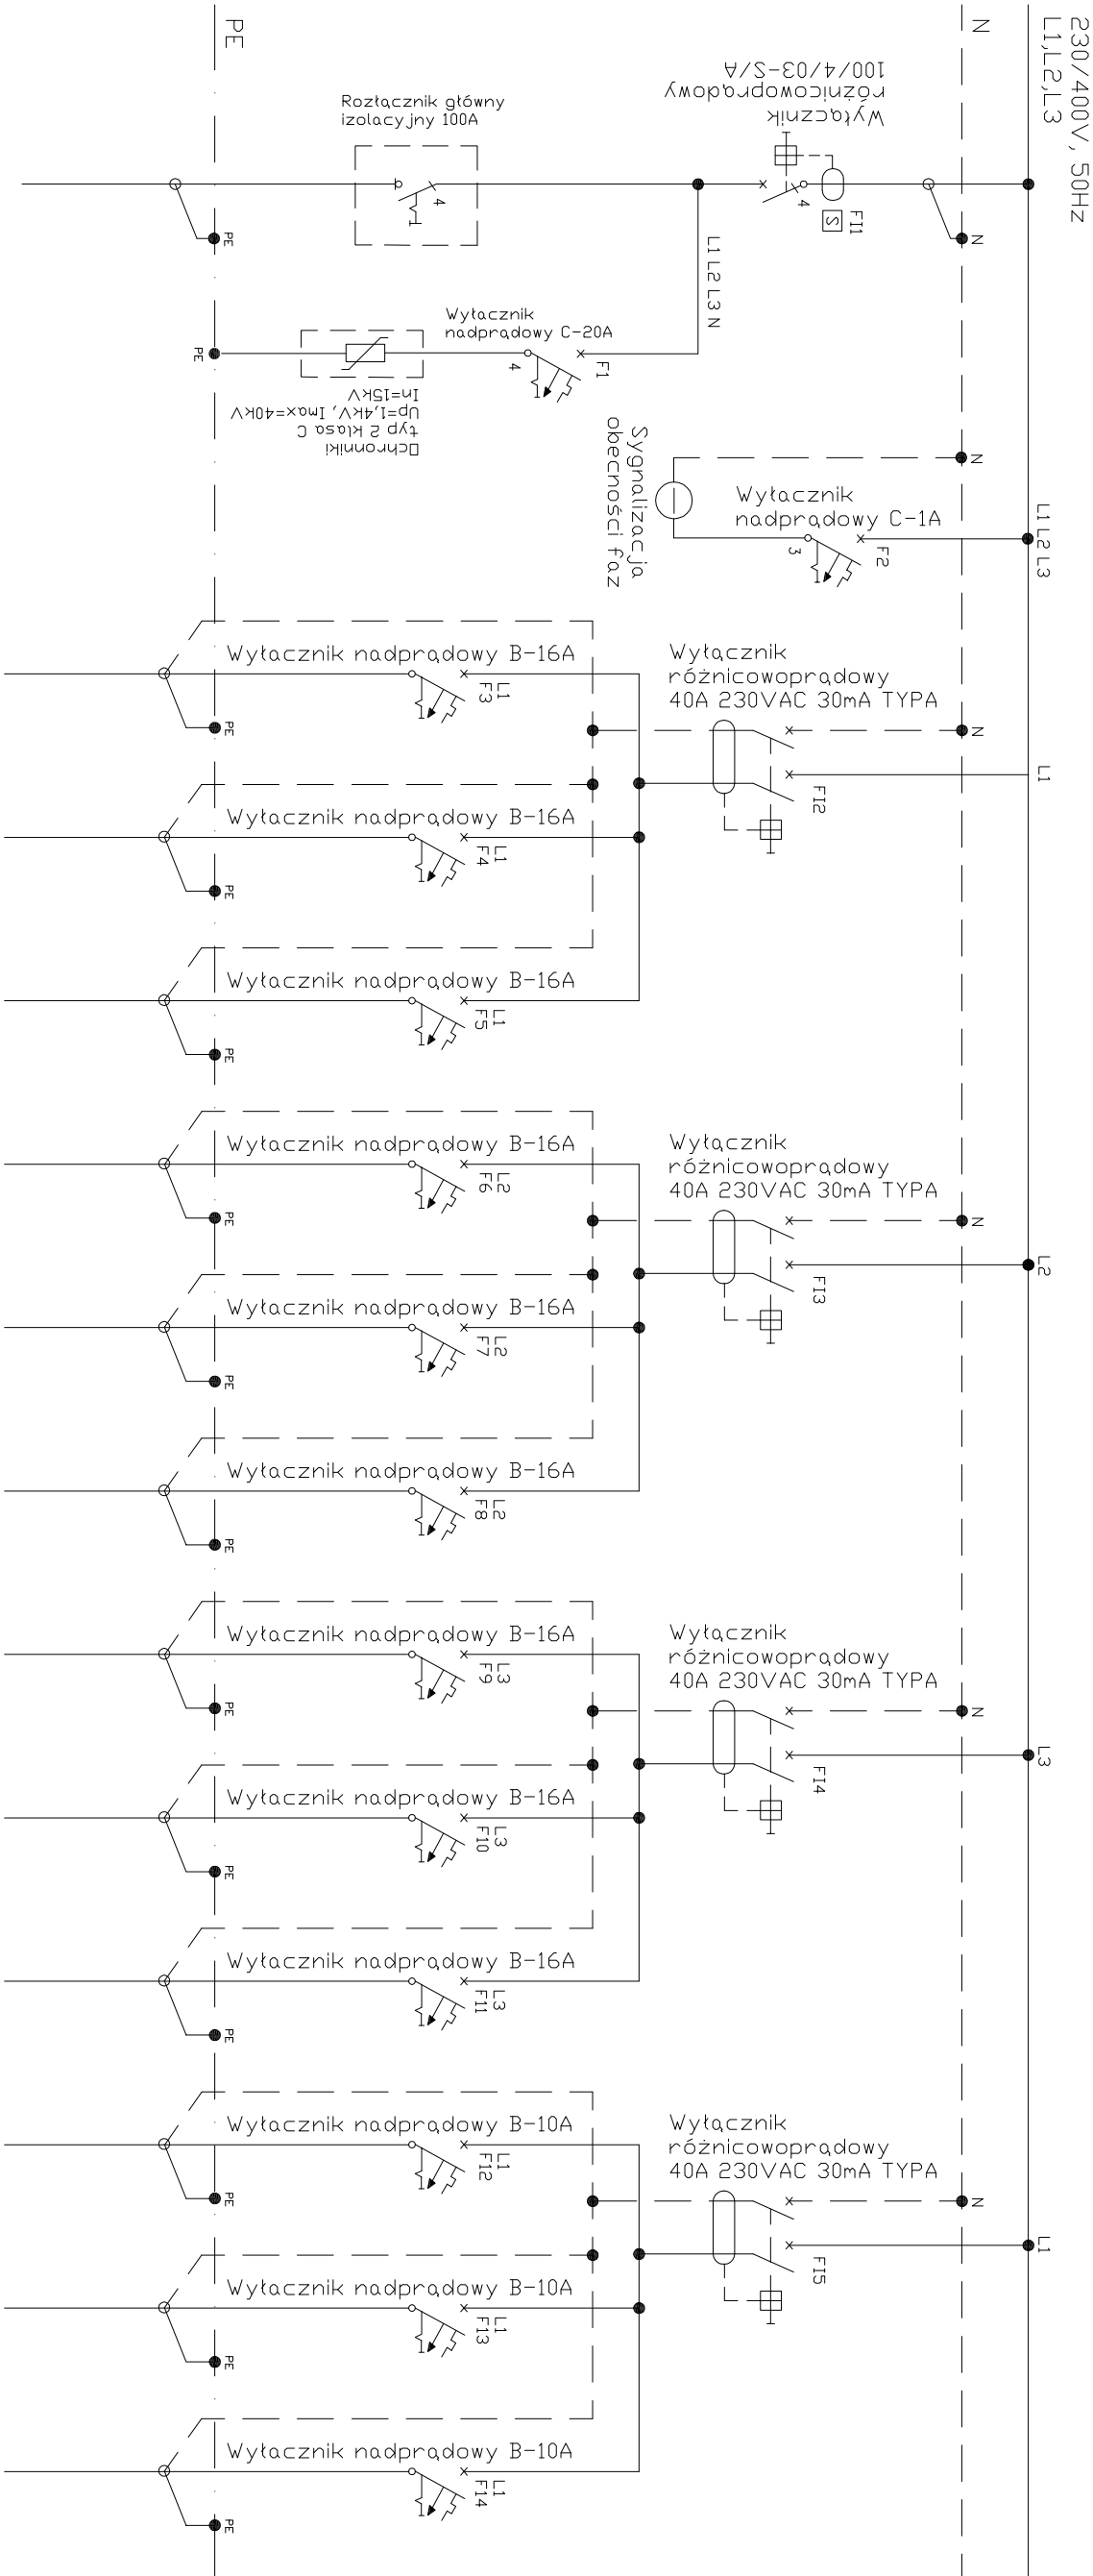 230/400V, 50Hz
L1,L2,L3
N
PE
Wyłącznik
różnicowoprądowy
100/4/03-S/A
Rozłącznik główny
izolacyjny 100A
4
4
FI1
S
N
PE
L1 L2 L3 N
Wyłacznik
nadprądowy C-20A
F1
4
PE
Ochronniki
typ 2 klasa C
Up=1,4kV, Imax=40kV
In=15kV
Sygnalizacja
obecności faz
N
Wyłacznik
nadprądowy C-1A
F2
3
L1 L2 L3
Wyłącznik
różnicowoprądowy
40A 230VAC 30mA TYPA
FI2
N
L1
Wyłacznik nadprądowy B-16A
L1
F3
PE
Wyłacznik nadprądowy B-16A
L1
F4
PE
Wyłacznik nadprądowy B-16A
L1
F5
PE
Wyłącznik
różnicowoprądowy
40A 230VAC 30mA TYPA
FI3
N
L2
Wyłacznik nadprądowy B-16A
L2
F6
PE
Wyłacznik nadprądowy B-16A
L2
F7
PE
Wyłacznik nadprądowy B-16A
L2
F8
PE
Wyłącznik
różnicowoprądowy
40A 230VAC 30mA TYPA
FI4
N
L3
Wyłacznik nadprądowy B-16A
L3
F9
PE
Wyłacznik nadprądowy B-16A
L3
F10
PE
Wyłacznik nadprądowy B-16A
L3
F11
PE
Wyłącznik
różnicowoprądowy
40A 230VAC 30mA TYPA
FI5
N
L1
Wyłacznik nadprądowy B-10A
L1
F12
PE
Wyłacznik nadprądowy B-10A
L1
F13
PE
Wyłacznik nadprądowy B-10A
L1
F14
PE